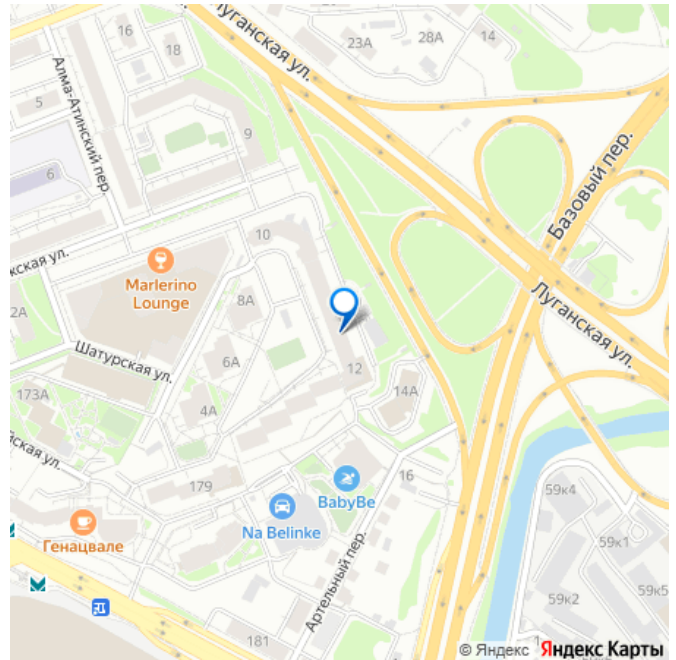 16
18
Луганская ул.
23А
28А
14
Алма-Атинский пер.
5
9
6
Базовый пер.
10
кская ул.
Marlerino
Lounge
8А
2А
Луганская ул.
Шатурская ул.
6А
12
173А
4А
14А
йская ул.
179
16
BabyBe
59к4
Na Belinke
59к1
Генацвале
Артельный пер.
59к2
59к5
181
© Яндекс Яндекс Карты